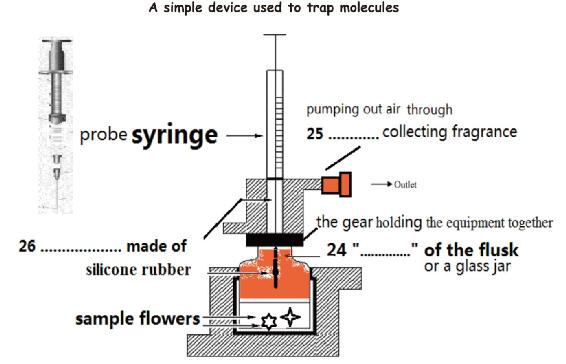 A simple device used to trap molecules
pumping out air through
25 ............ collecting fragrance
probe syringe
Outlet
the gear holding the equipment together
24 "............." of the flusk
or a glass jar
26 ................... made of
silicone rubber
sample flowers